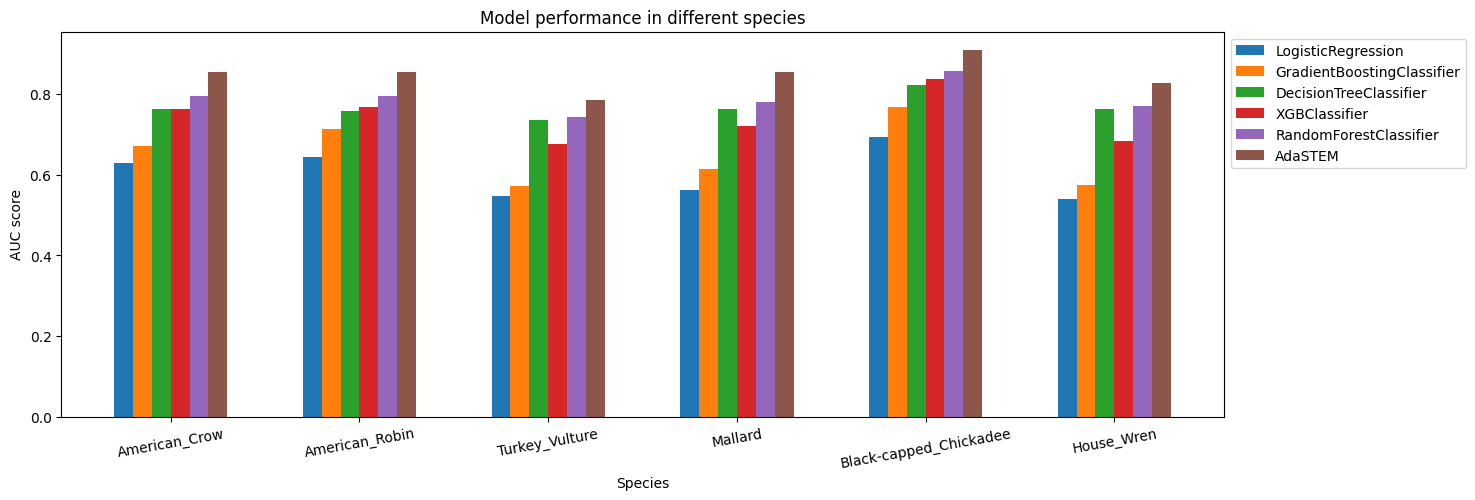 Model performance in different species
AUC score
0.8
0.6
0.4
0.2
0.0
American_Crow
American_Robin
Turkey_Vulture
Mallard
Black-capped_Chickadee
House_Wren
Species
LogisticRegression
GradientBoostingClassifier
DecisionTreeClassifier
XGBClassifier
RandomForestClassifier
AdaSTEM